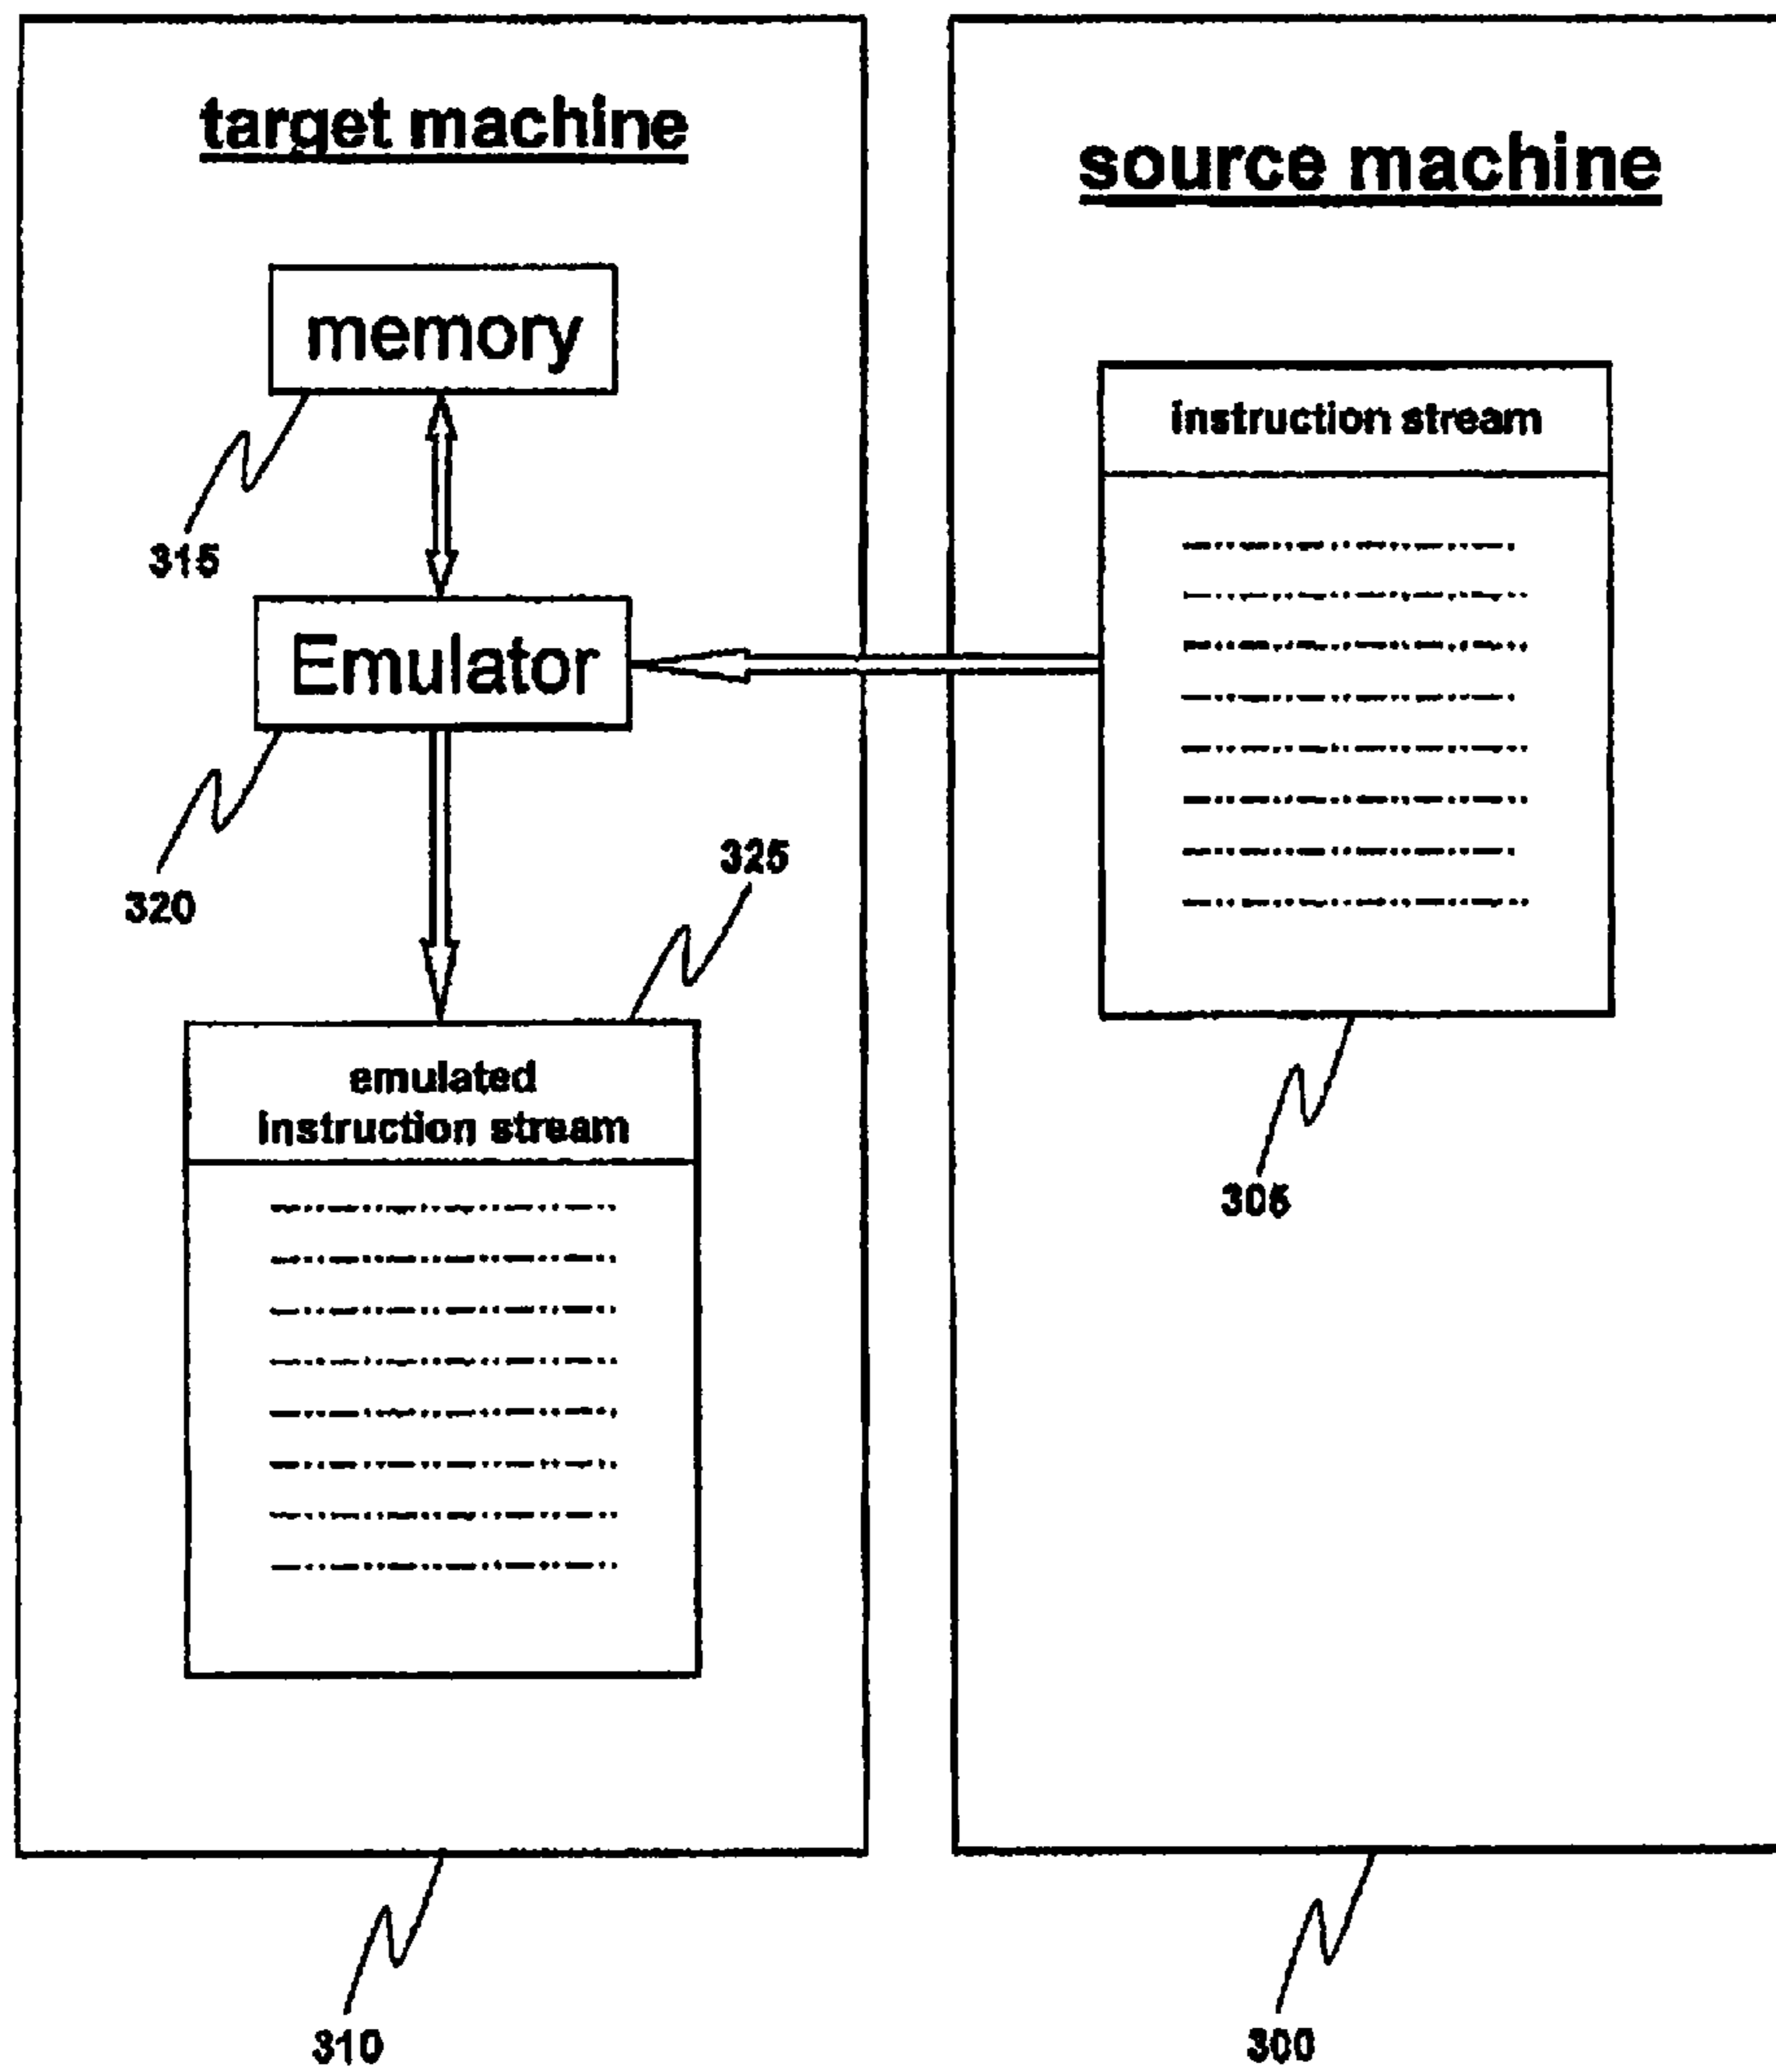 target machine
memory
315
Emulator
320
325
emulated
instruction stream
310
source machine
instruction stream
305
300